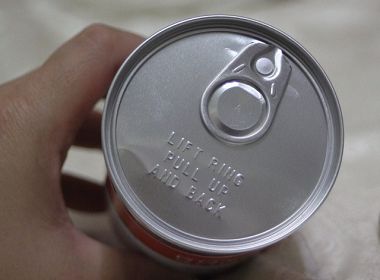 LIFT RING
PULL UP
AND BACK